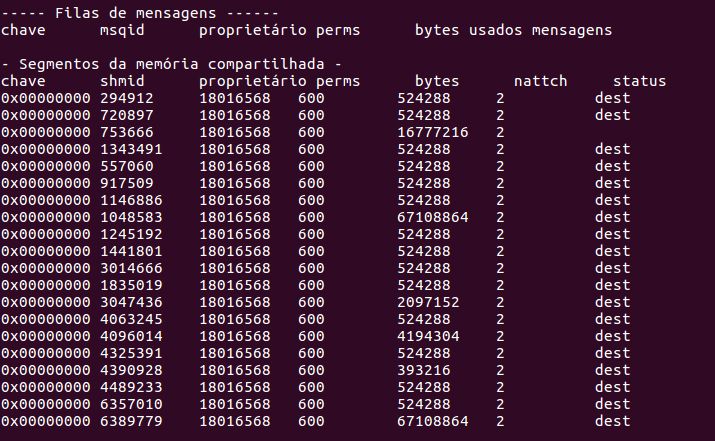 ----- Filas de mensagens ------
chave msqid proprietário perms bytes usados mensagens
- Segmentos da memória compartilhada -
chave shmid proprietário perms bytes nattch status
0x00000000 294912 18016568 600 524288 2 dest
0x00000000 720897 18016568 600 524288 2 dest
0x00000000 753666 18016568 600 16777216 2
0x00000000 1343491 18016568 600 524288 2 dest
0x00000000 557060 18016568 600 524288 2 dest
0x00000000 917509 18016568 600 524288 2 dest
0x00000000 1146886 18016568 600 524288 2 dest
0x00000000 1048583 18016568 600 67108864 2 dest
0x00000000 1245192 18016568 600 524288 2 dest
0x00000000 1441801 18016568 600 524288 2 dest
0x00000000 3014666 18016568 600 524288 2 dest
0x00000000 1835019 18016568 600 524288 2 dest
0x00000000 3047436 18016568 600 2097152 2 dest
0x00000000 4063245 18016568 600 524288 2 dest
0x00000000 4096014 18016568 600 4194304 2 dest
0x00000000 4325391 18016568 600 524288 2 dest
0x00000000 4390928 18016568 600 393216 2 dest
0x00000000 4489233 18016568 600 524288 2 dest
0x00000000 6357010 18016568 600 524288 2 dest
0x00000000 6389779 18016568 600 67108864 2 dest